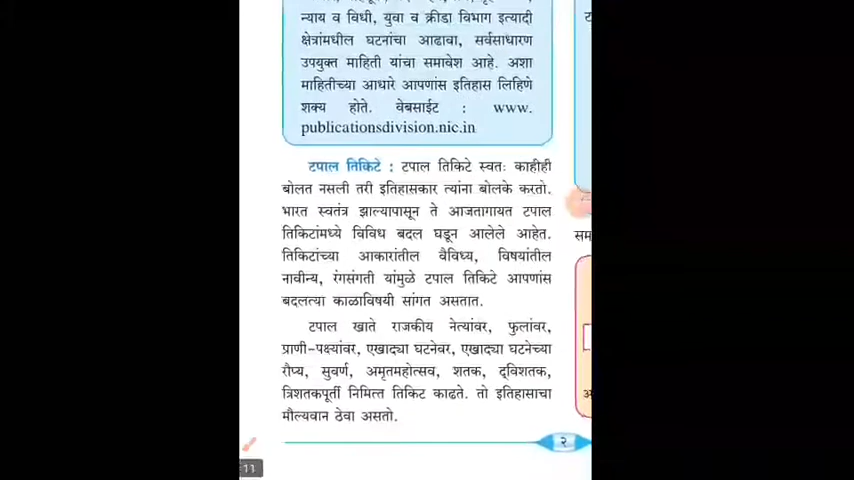 न्याय व विधी, युवा व क्रीडा विभाग इत्यादी
क्षेत्रांमधील घटनांचा आढावा, सर्वसाधारण
उपयुक्त माहिती यांचा समावेश आहे. अशा
माहितीच्या आधारे आपणांस इतिहास लिहिणे
शक्य होते. वेबसाईट : www.
publicationsdivision.nic.in
टपाल तिकिटे : टपाल तिकिटे स्वतः काहीही
बोलत नसली तरी इतिहासकार त्यांना बोलके करतो.
भारत स्वतंत्र झाल्यापासून ते आजतागायत टपाल
तिकिटांमध्ये विविध बदल घडून आलेले आहेत.
तिकिटांच्या आकारांतील वैविध्य, विषयांतील
नावीन्य, रंगसंगती यांमुळे टपाल तिकिटे आपणांस
बदलत्या काळाविषयी सांगत असतात.
टपाल खाते राजकीय नेत्यांवर, फुलांवर,
प्राणी-पक्ष्यांवर, एखाद्या घटनेवर, एखाद्या घटनेच्या
रौप्य, सुवर्ण, अमृतमहोत्सव, शतक, द्विशतक,
त्रिशतकपूर्ती निमित्त तिकिट काढते. तो इतिहासाचा
मौल्यवान ठेवा असतो.
२
11
सम